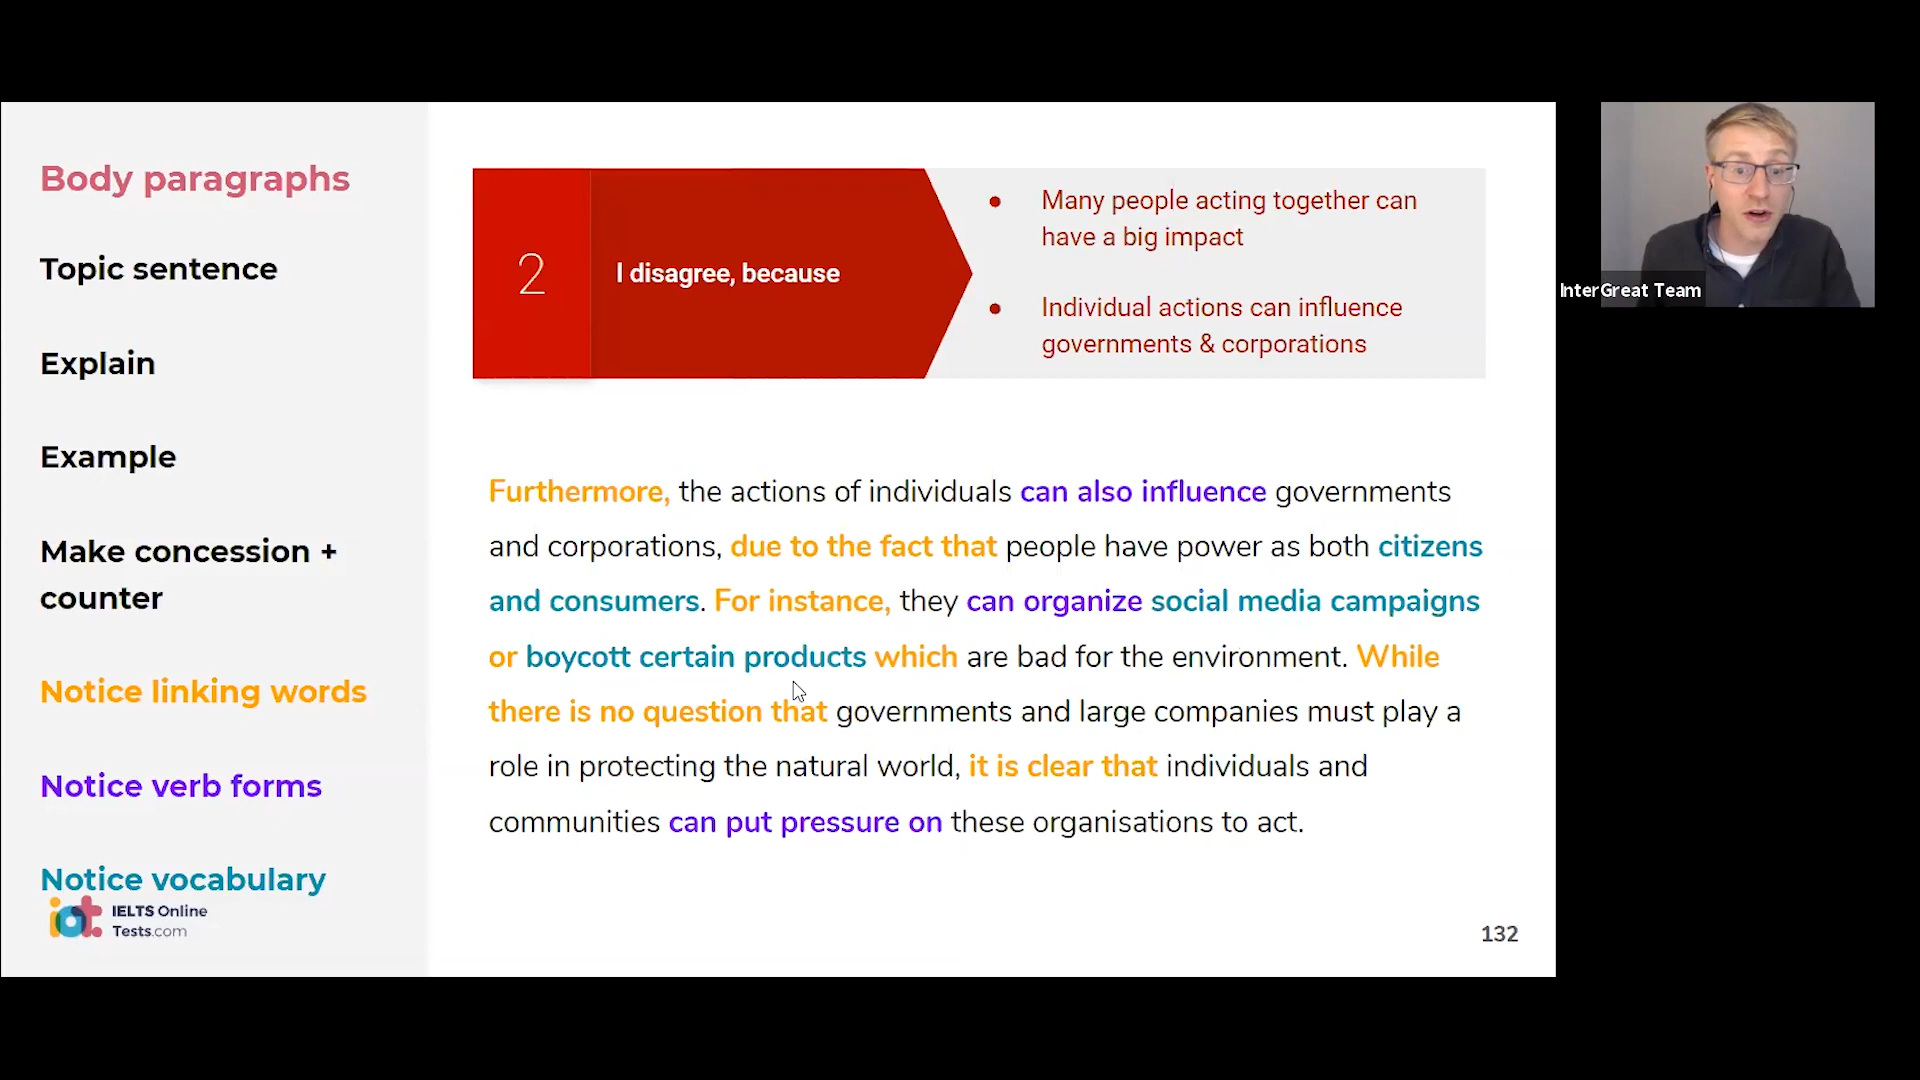 Body paragraphs
Topic sentence
Explain
Example
Make concession +
counter
Notice linking words
Notice verb forms
Notice vocabulary
iot
IELTS Online
Tests.com
2
I disagree, because
• Many people acting together can
have a big impact
• Individual actions can influence
governments & corporations
Furthermore, the actions of individuals can also influence governments
and corporations, due to the fact that people have power as both citizens
and consumers. For instance, they can organize social media campaigns
or boycott certain products which are bad for the environment. While
there is no question that governments and large companies must play a
role in protecting the natural world, it is clear that individuals and
communities can put pressure on these organisations to act.
132
InterGreat Team